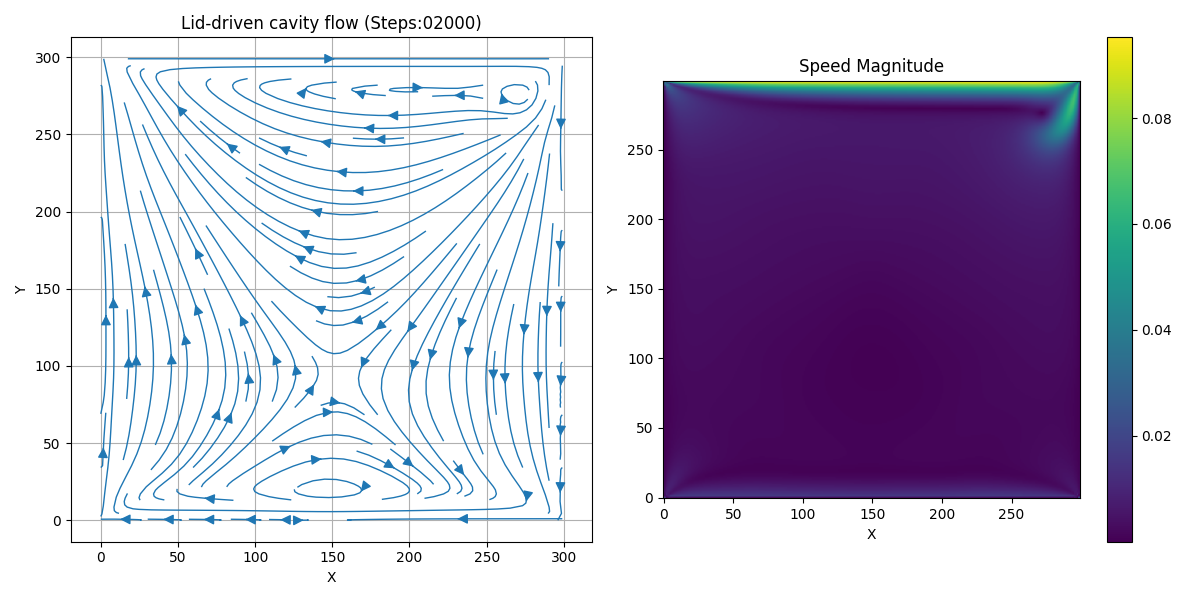 Lid-driven cavity flow (Steps:02000)
300
250
200
150
100
50
0
Y
0 50 100 150 200 250 300
X
Speed Magnitude
250
200
150
100
50
0
Y
0 50 100 150 200 250
X
0.08
0.06
0.04
0.02